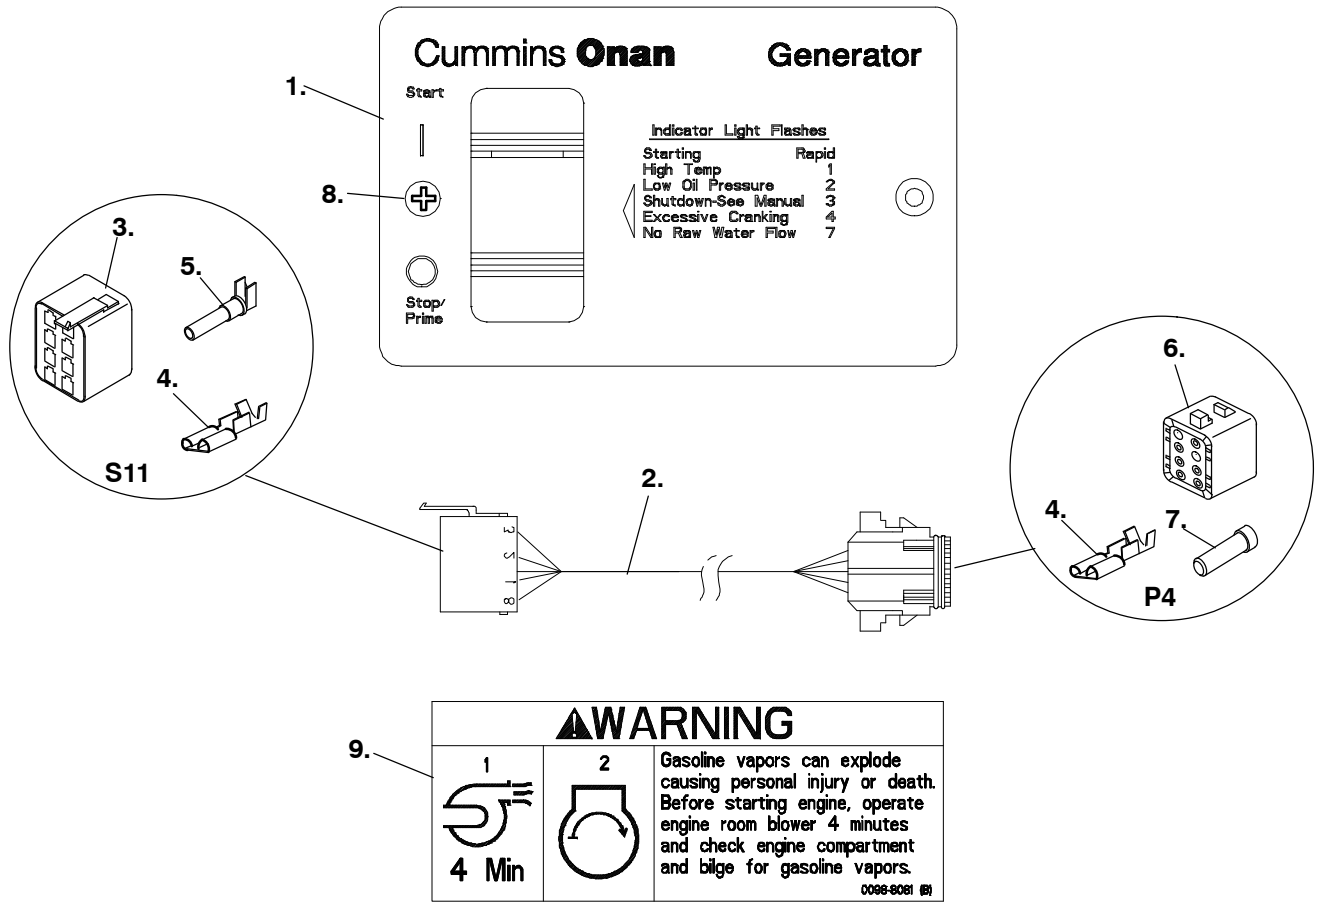 Cummins Onan Generator
1.
Start
Indicator Light Flashes
Starting Rapid
High Temp 1
Low Oil Pressure 2
Shutdown-See Manual 3
Excessive Cranking 4
No Raw Water Flow 7
8.
Stop/
Prime
3.
5.
4.
S11
6.
4.
7.
P4
2.
3
2
1
8
9.
WARNING
1
4 Min
2
Gasoline vapors can explode
causing personal injury or death.
Before starting engine, operate
engine room blower 4 minutes
and check engine compartment
and bilge for gasoline vapors.
0098-8081 (B)